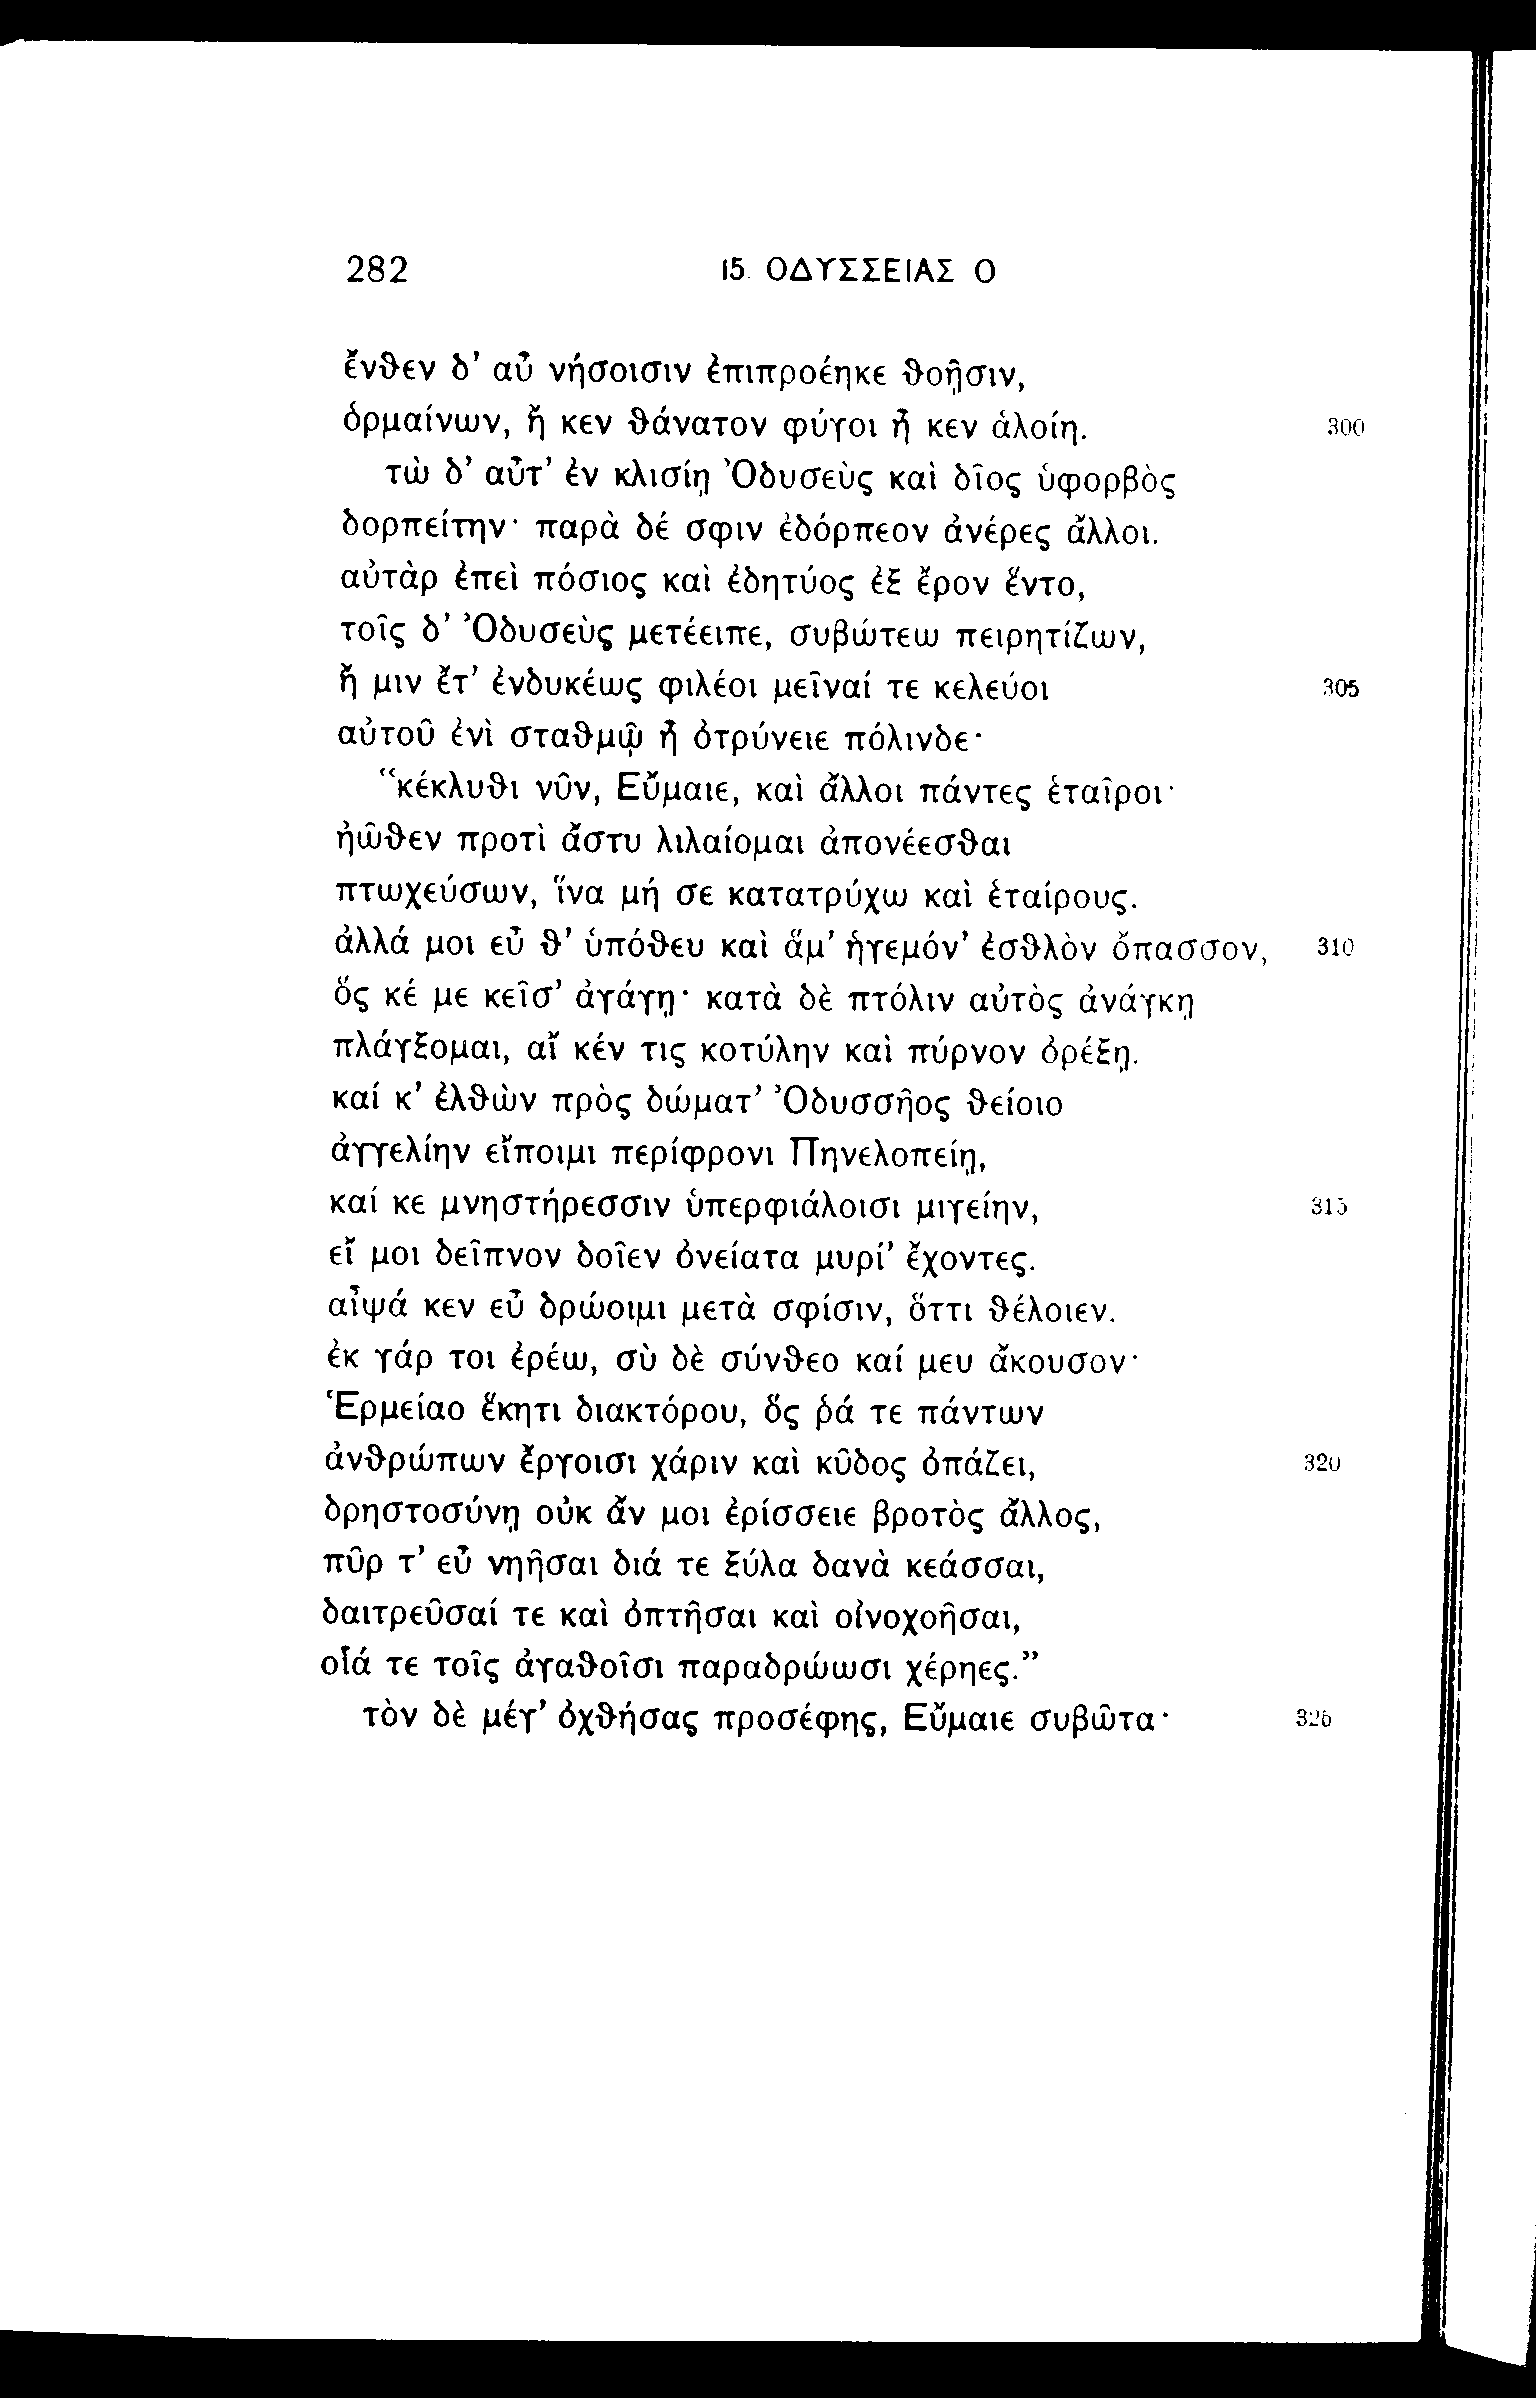 282 15. ΟΔΥΣΣΕΙΑΣ Ο
ἔνθεν δ’ αὖ νήσοισιν ἐπιπροέηκε θοῇσιν,
ὁρμαίνων, ἤ κεν θάνατον φύγοι ἦ κεν ἁλοίη. 300
τὼ δ’ αὖτ’ ἐν κλισίῃ Ὀδυσεὺς καὶ δῖος ὑφορβὸς
δορπείτην· παρὰ δέ σφιν ἐδόρπεον ἀνέρες ἄλλοι.
αὐτὰρ ἐπεὶ πόσιος καὶ ἐδητύος ἐξ ἔρον ἕντο,
τοῖς δ’ Ὀδυσεὺς μετέειπε, συβώτεω πειρητίζων,
ἤ μιν ἔτ’ ἐνδυκέως φιλέοι μεῖναί τε κελεύοι 305
αὐτοῦ ἐνὶ σταθμῷ ἦ ὀτρύνειε πόλινδε·
“κέκλυθι νῦν, Εὔμαιε, καὶ ἄλλοι πάντες ἑταῖροι·
ἠῶθεν προτὶ ἄστυ λιλαίομαι ἀπονέεσθαι
πτωχεύσων, ἵνα μή σε κατατρύχω καὶ ἑταίρους.
ἀλλά μοι εὖ θ’ ὑπόθευ καὶ ἅμ’ ἡγεμόν’ ἐσθλὸν ὄπασσον, 310
ὅς κέ με κεῖσ’ ἀγάγῃ· κατὰ δὲ πτόλιν αὐτὸς ἀνάγκῃ
πλάγξομαι, αἴ κέν τις κοτύλην καὶ πύρνον ὀρέξῃ.
καί κ’ ἐλθὼν πρὸς δώματ’ Ὀδυσσῆος θείοιο
ἀγγελίην εἴποιμι περίφρονι Πηνελοπείῃ,
καί κε μνηστήρεσσιν ὑπερφιάλοισι μιγείην, 315
εἴ μοι δεῖπνον δοῖεν ὀνείατα μυρί’ ἔχοντες.
αἶψά κεν εὖ δρώοιμι μετὰ σφίσιν, ὅττι θέλοιεν.
ἐκ γάρ τοι ἐρέω, σὺ δὲ σύνθεο καί μευ ἄκουσον·
Ἑρμείαο ἕκητι διακτόρου, ὅς ῥά τε πάντων
ἀνθρώπων ἔργοισι χάριν καὶ κῦδος ὀπάζει, 320
δρηστοσύνῃ οὐκ ἄν μοι ἐρίσσειε βροτὸς ἄλλος,
πῦρ τ’ εὖ νηῆσαι διά τε ξύλα δανὰ κεάσσαι,
δαιτρεῦσαί τε καὶ ὀπτῆσαι καὶ οἰνοχοῆσαι,
οἷά τε τοῖς ἀγαθοῖσι παραδρώωσι χέρηες.”
τὸν δὲ μέγ’ ὀχθήσας προσέφης, Εὔμαιε συβῶτα· 325